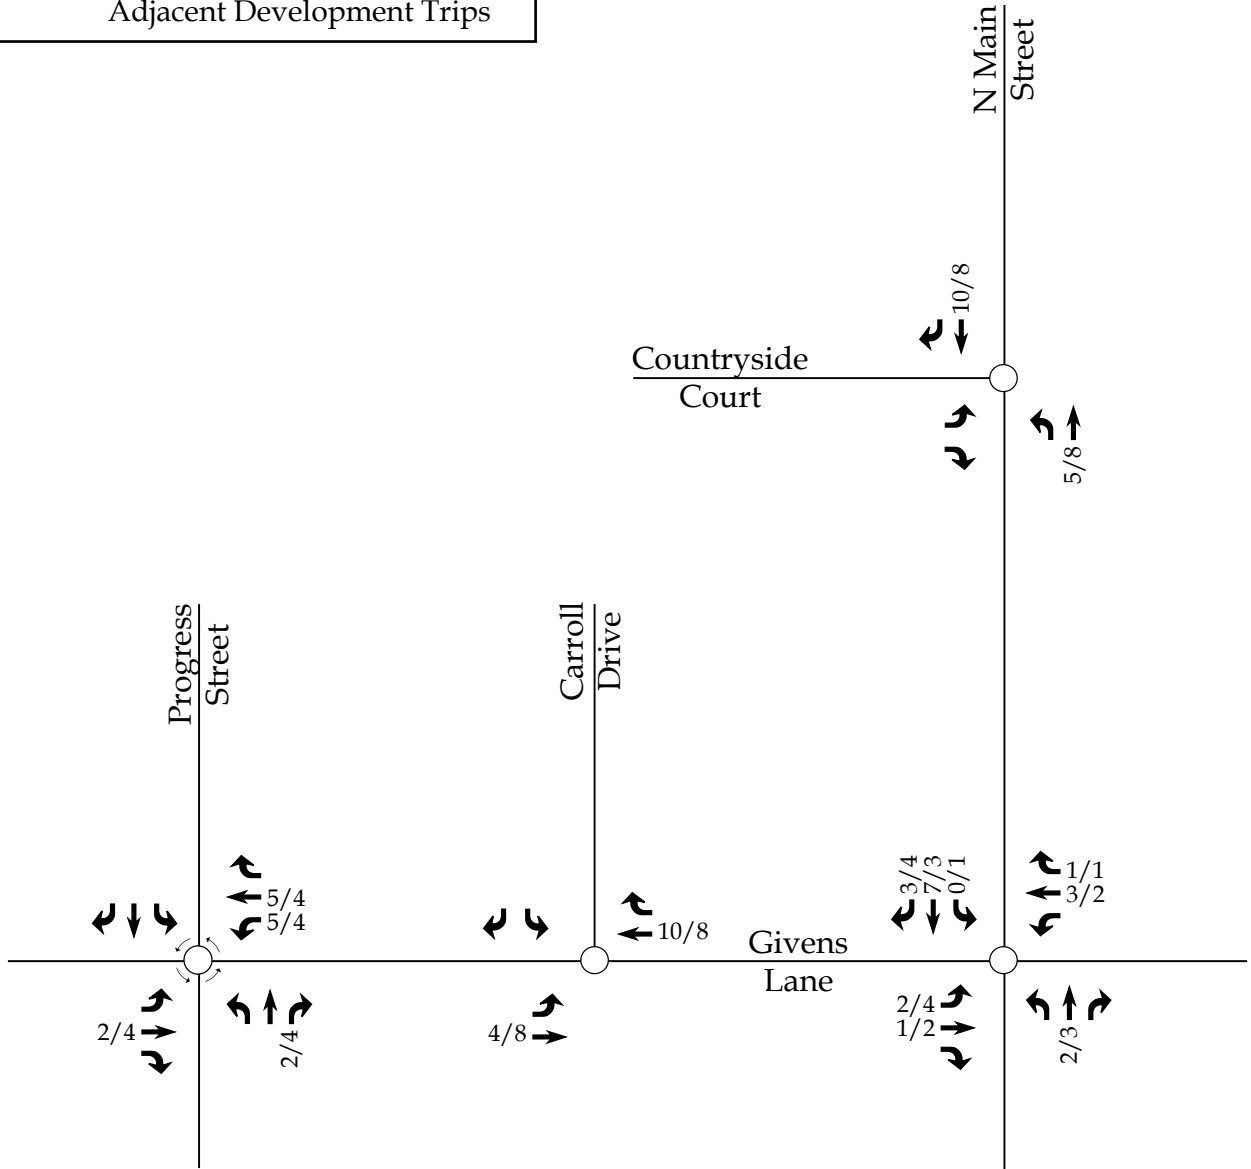 Adjacent Development Trips
N Main
Street
10/8
Countryside
Court
5/8
Progress
Street
Carroll
Drive
5/4
5/4
2/4
2/4
10/8
4/8
Givens
Lane
3/4
7/3
0/1
1/1
3/2
2/4
1/2
2/3